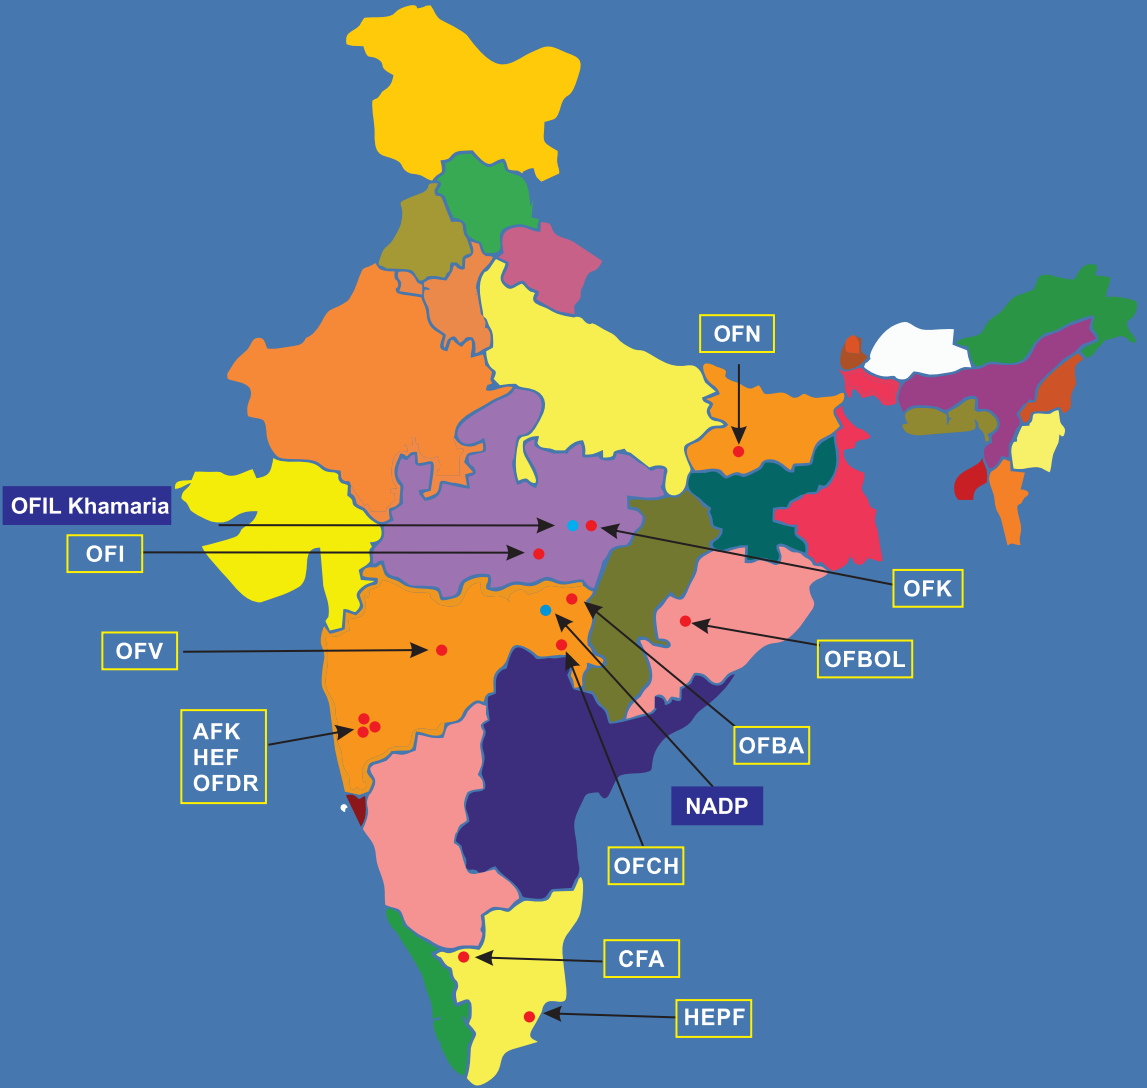 OFN
OFIL Khamaria
OFI
OFK
OFV
OFBOL
AFK
HEF
OFDR
OFBA
NADP
OFCH
CFA
HEPF